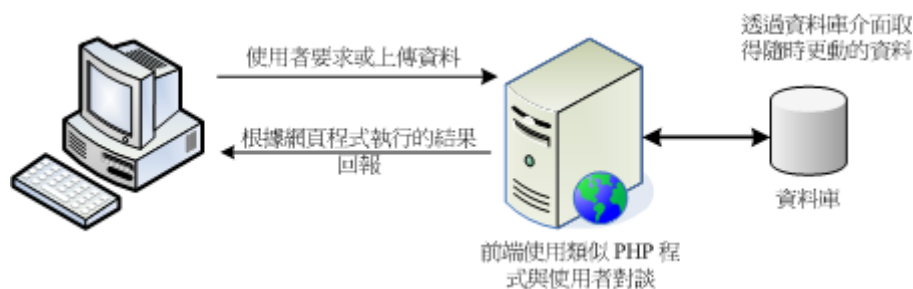 使用者要求或上傳資料
根據網頁程式執行的結果
回報
前端使用類似 PHP 程
式與使用者對談
透過資料庫介面取
得隨時更動的資料
資料庫